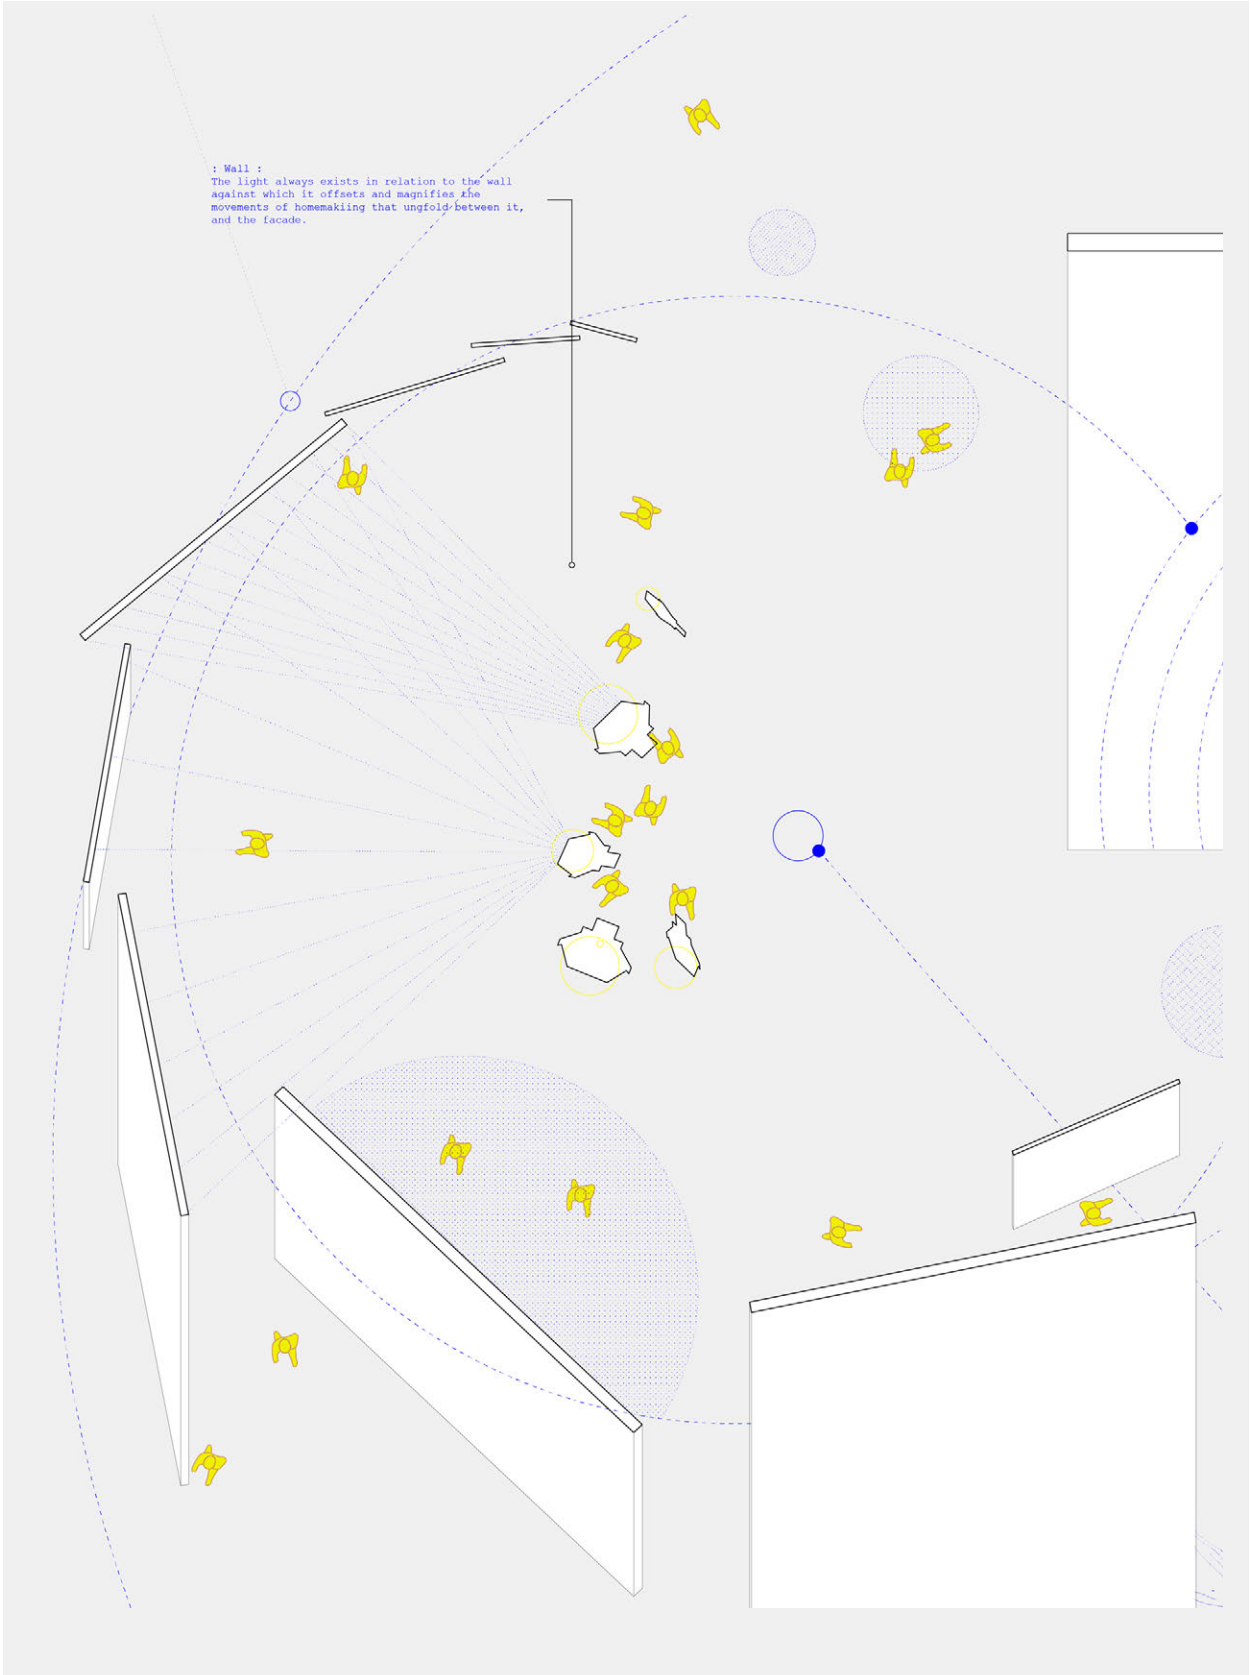 : Wall :
The light always exists in relation to the wall
against which it offsets and magnifies the
movements of homemakiing that ungfold between it,
and the facade.